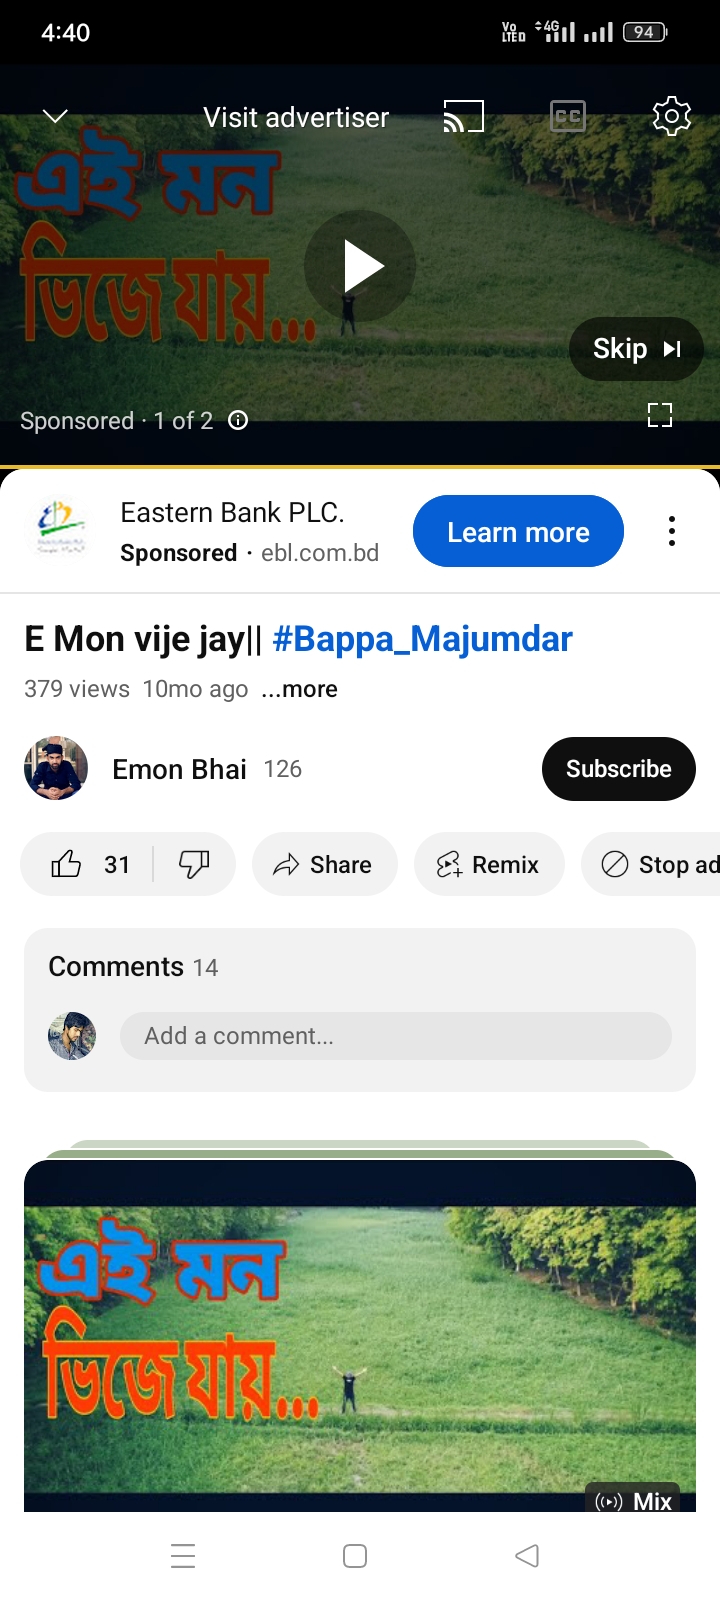 4:40
Vo LTE D 4G 94
Visit advertiser CC
এই মন
ভিজে যায়...
Skip
Sponsored · 1 of 2
Eastern Bank PLC.
Learn more
Sponsored · ebl.com.bd
E Mon vije jay|| #Bappa_Majumdar
379 views 10mo ago ...more
Emon Bhai 126
Subscribe
31 Share Remix Stop ad
Comments 14
Add a comment...
এই মন
ভিজে যায়...
Mix